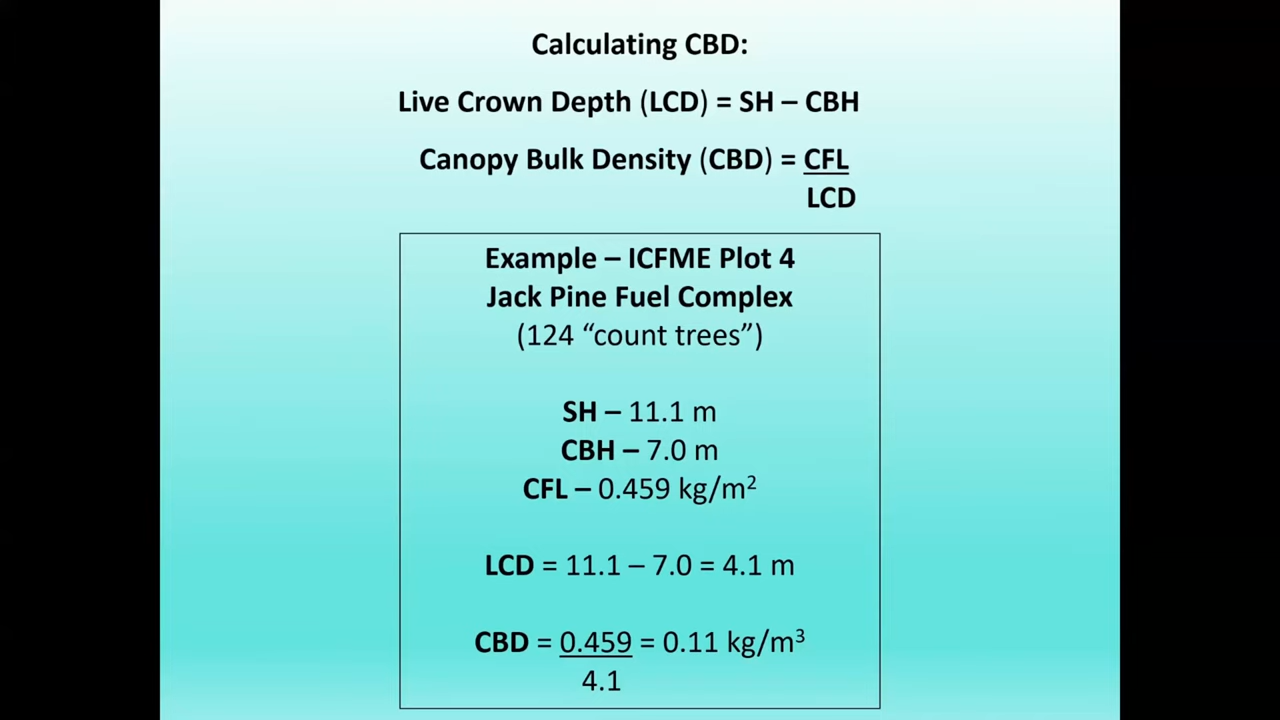 Calculating CBD:
Live Crown Depth (LCD) = SH – CBH
Canopy Bulk Density (CBD) = CFL
LCD
Example – ICFME Plot 4
Jack Pine Fuel Complex
(124 “count trees”)
SH – 11.1 m
CBH – 7.0 m
CFL – 0.459 kg/m²
LCD = 11.1 – 7.0 = 4.1 m
CBD = 0.459 = 0.11 kg/m³
4.1